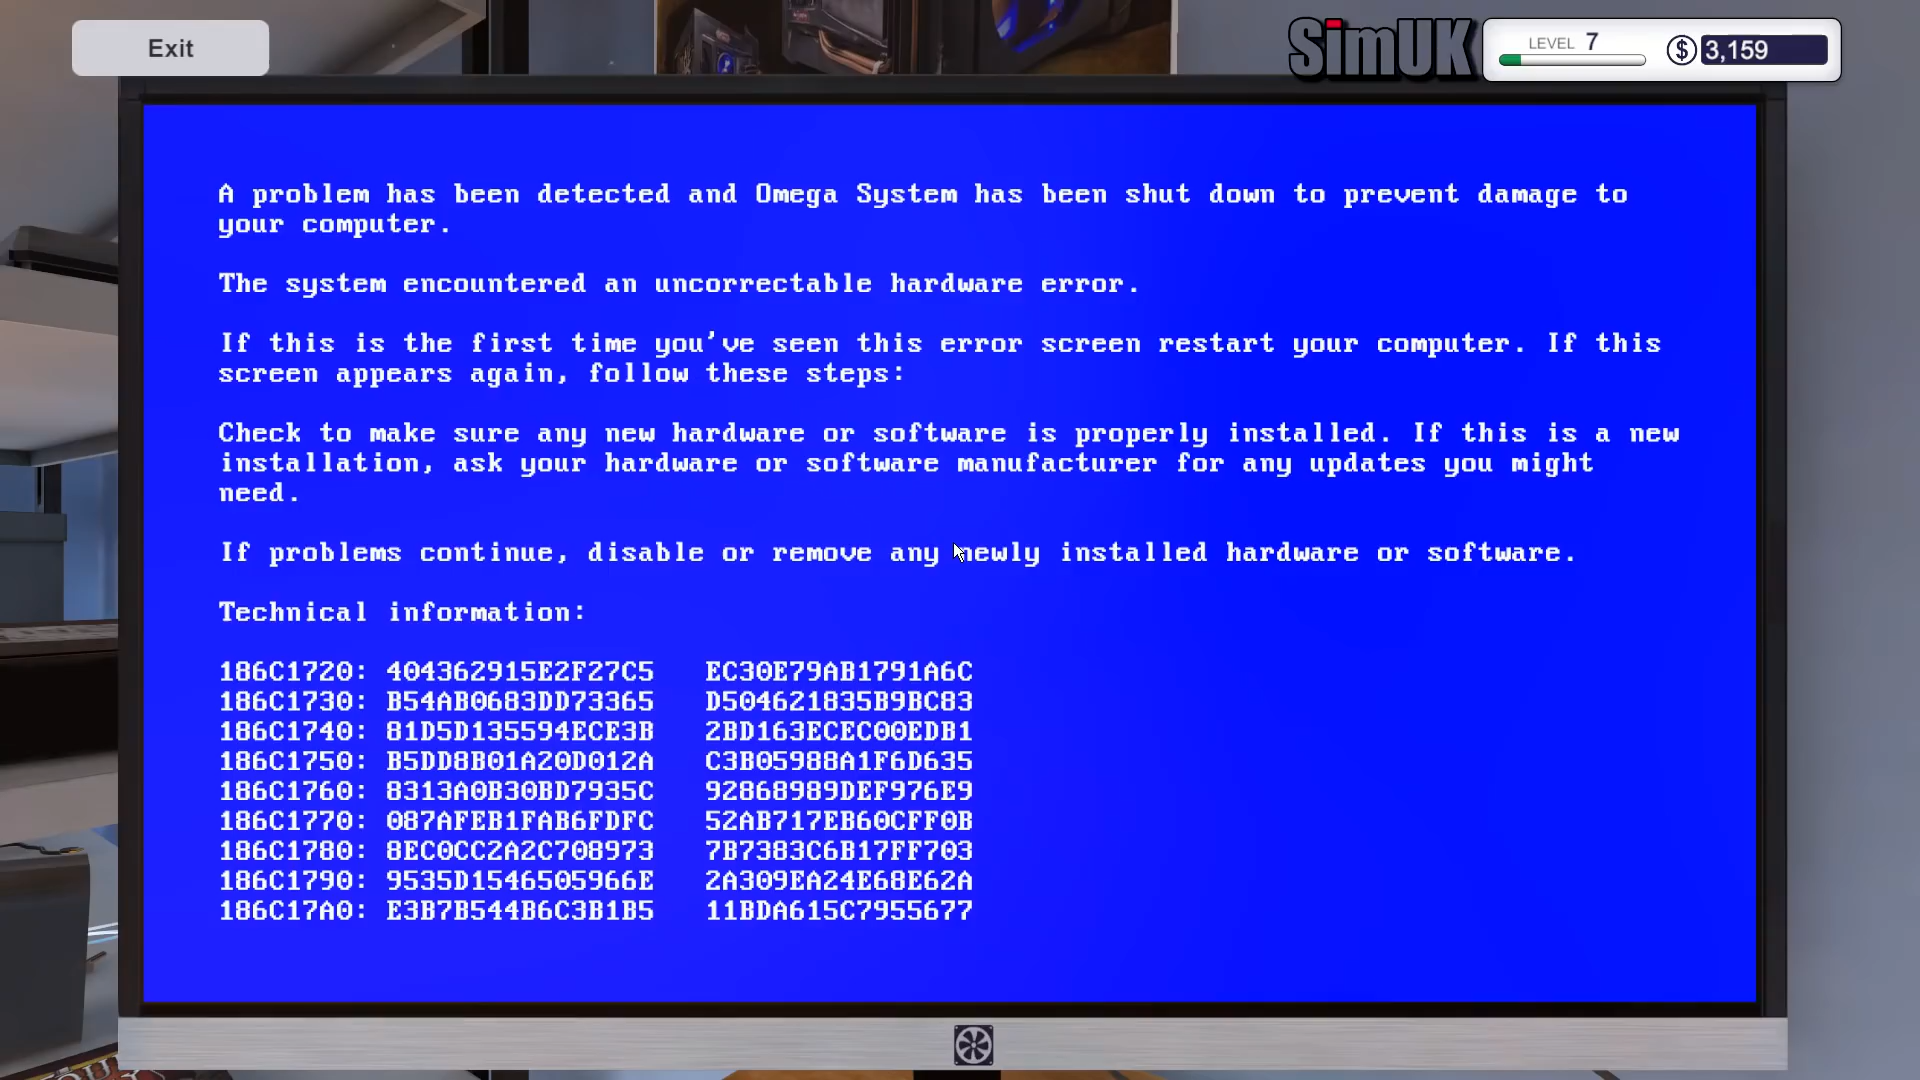 Exit
SimUK
LEVEL 7
$ 3,159
A problem has been detected and Omega System has been shut down to prevent damage to
your computer.
The system encountered an uncorrectable hardware error.
If this is the first time you've seen this error screen restart your computer. If this
screen appears again, follow these steps:
Check to make sure any new hardware or software is properly installed. If this is a new
installation, ask your hardware or software manufacturer for any updates you might
need.
If problems continue, disable or remove any newly installed hardware or software.
Technical information:
186C1720: 404362915E2F27C5 EC30E79AB1791A6C
186C1730: B54AB0683DD73365 D504621835B9BC83
186C1740: 81D5D135594ECE3B 2BD163ECEC00EDB1
186C1750: B5DD8B01A20D012A C3B05988A1F6D635
186C1760: 8313A0B30BD7935C 92868989DEF976E9
186C1770: 087AFEB1FAB6FDFC 52AB717EB60CFF0B
186C1780: 8EC0CC2A2C708973 7B7383C6B17FF703
186C1790: 9535D1546505966E 2A309EA24E68E62A
186C17A0: E3B7B544B6C3B1B5 11BDA615C7955677